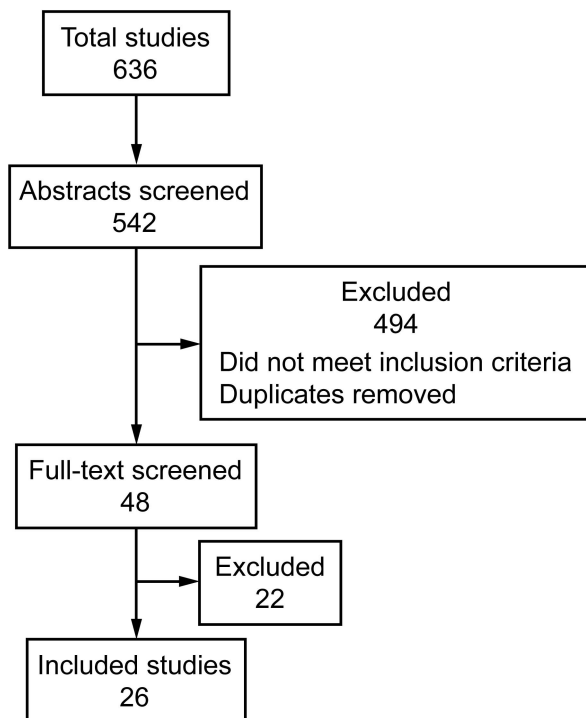 Total studies
636
Abstracts screened
542
Excluded
494
Did not meet inclusion criteria
Duplicates removed
Full-text screened
48
Excluded
22
Included studies
26